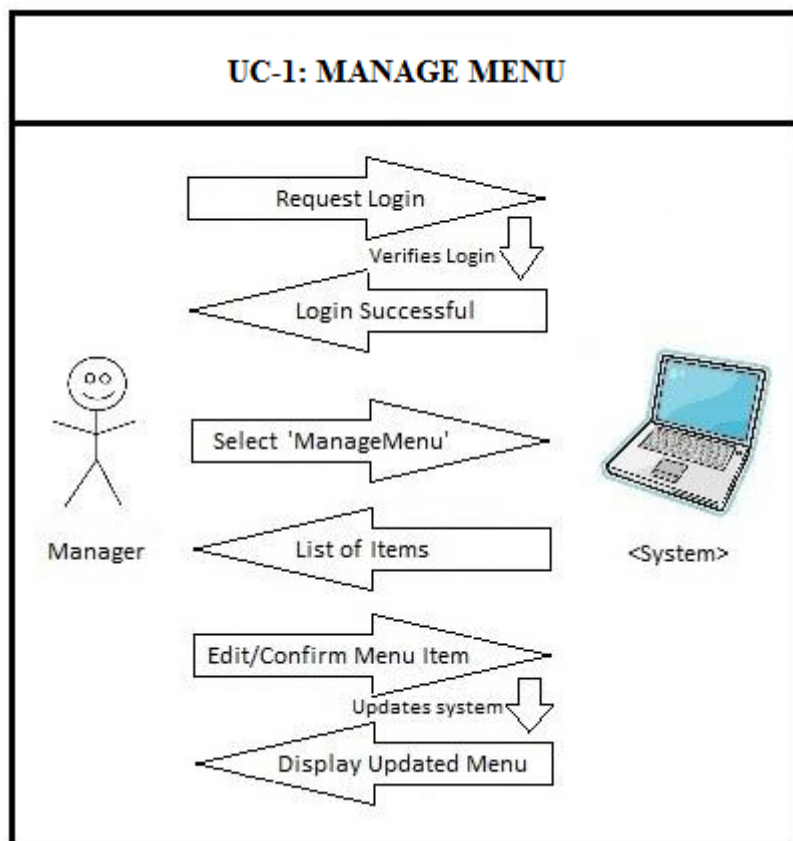 UC-1: MANAGE MENU
Request Login
Verifies Login
Login Successful
Select 'ManageMenu'
Manager
List of Items
<System>
Edit/Confirm Menu Item
Updates system
Display Updated Menu